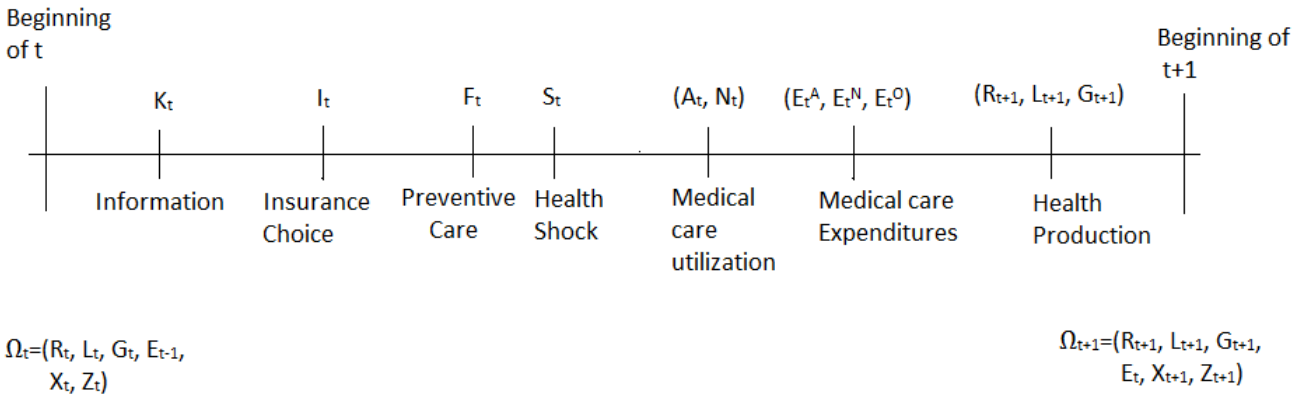 Beginning
of t
Beginning of
t+1
Kₜ
Iₜ
Fₜ
Sₜ
(Aₜ, Nₜ)
(Eₜᴬ, Eₜᴺ, Eₜᴼ)
(Rₜ₊₁, Lₜ₊₁, Gₜ₊₁)
Information
Insurance
Choice
Preventive
Care
Health
Shock
Medical
care
utilization
Medical care
Expenditures
Health
Production
Ωₜ=(Rₜ, Lₜ, Gₜ, Eₜ₋₁,
Xₜ, Zₜ)
Ωₜ₊₁=(Rₜ₊₁, Lₜ₊₁, Gₜ₊₁,
Eₜ, Xₜ₊₁, Zₜ₊₁)